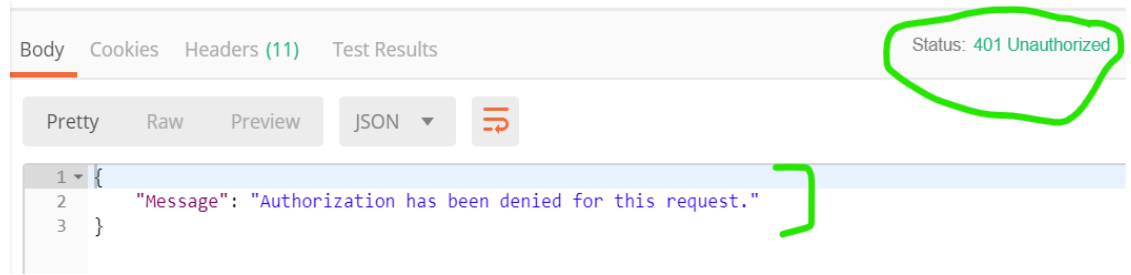 Body Cookies Headers (11) Test Results Status: 401 Unauthorized
Pretty Raw Preview JSON
1 {
2 "Message": "Authorization has been denied for this request."
3 }